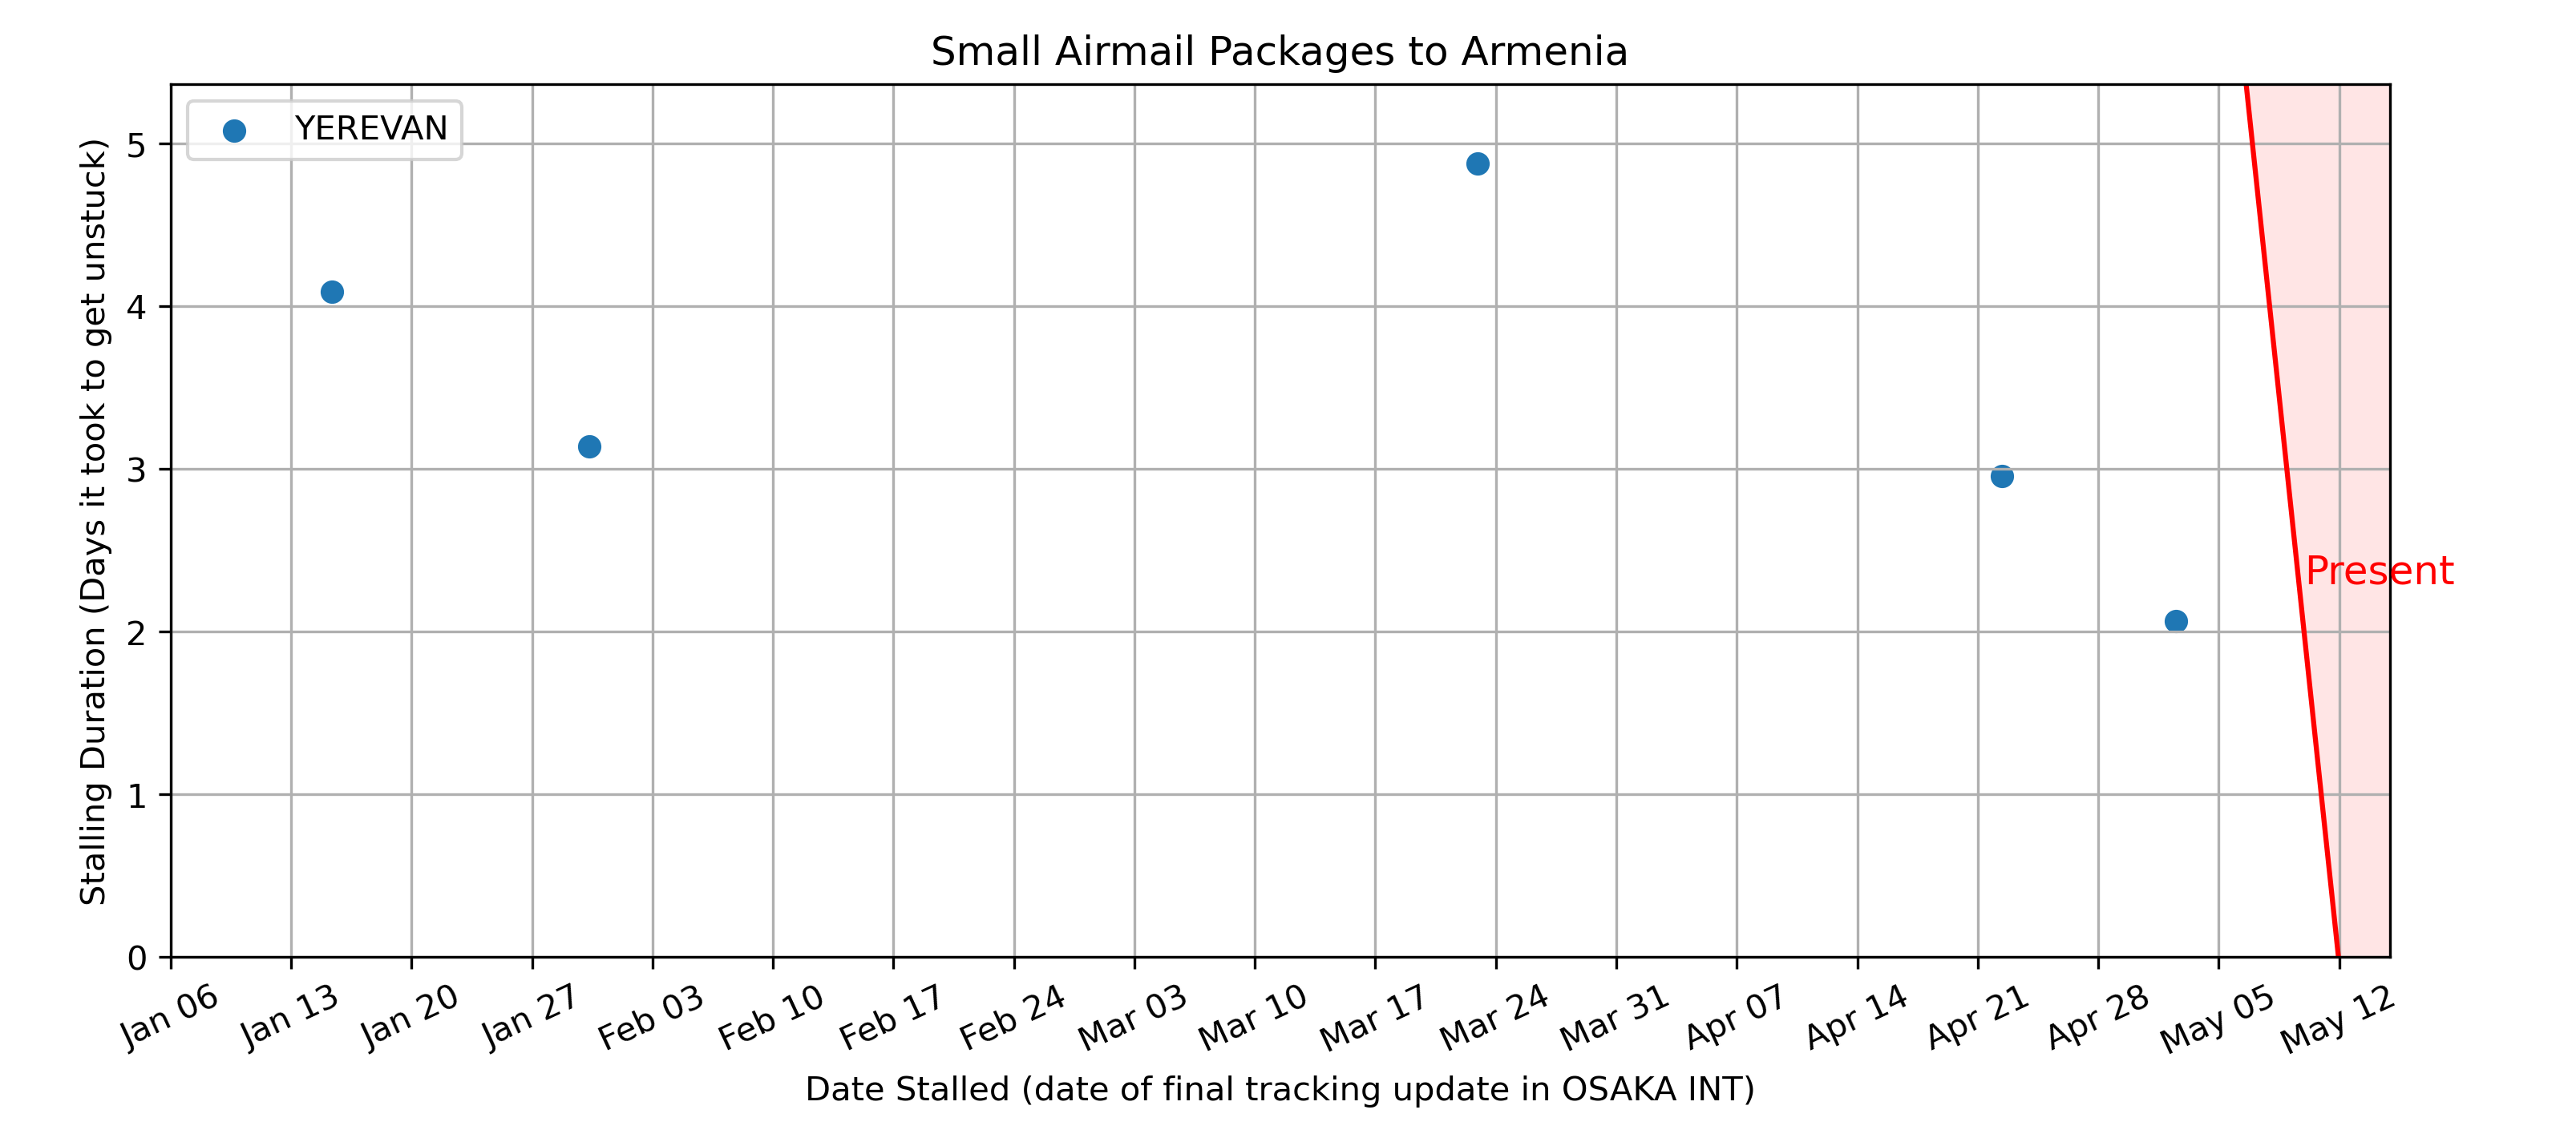 Small Airmail Packages to Armenia
YEREVAN
Stalling Duration (Days it took to get unstuck)
5
4
3
2
1
0
Present
Jan 06
Jan 13
Jan 20
Jan 27
Feb 03
Feb 10
Feb 17
Feb 24
Mar 03
Mar 10
Mar 17
Mar 24
Mar 31
Apr 07
Apr 14
Apr 21
Apr 28
May 05
May 12
Date Stalled (date of final tracking update in OSAKA INT)